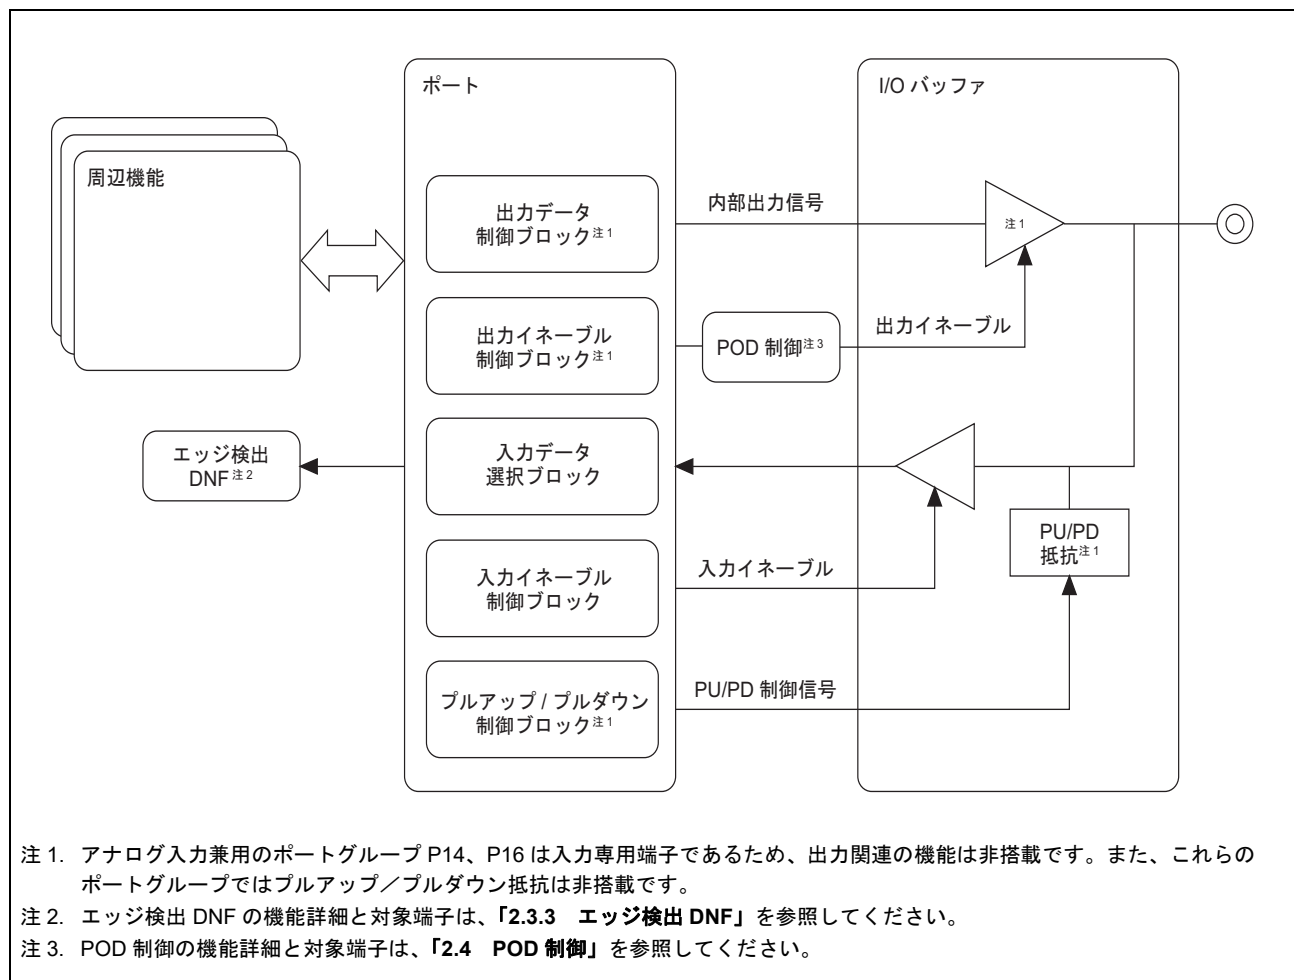 ポート
I/O バッファ
周辺機能
出力データ
制御ブロック注1
内部出力信号
注1
出力イネーブル
制御ブロック注1
POD 制御注3
出力イネーブル
エッジ検出
DNF注2
入力データ
選択ブロック
PU/PD
抵抗注1
入力イネーブル
制御ブロック
入力イネーブル
プルアップ / プルダウン
制御ブロック注1
PU/PD 制御信号
注 1. アナログ入力兼用のポートグループ P14、P16 は入力専用端子であるため、出力関連の機能は非搭載です。また、これらの
ポートグループではプルアップ／プルダウン抵抗は非搭載です。
注 2. エッジ検出 DNF の機能詳細と対象端子は、「2.3.3 エッジ検出 DNF」を参照してください。
注 3. POD 制御の機能詳細と対象端子は、「2.4 POD 制御」を参照してください。